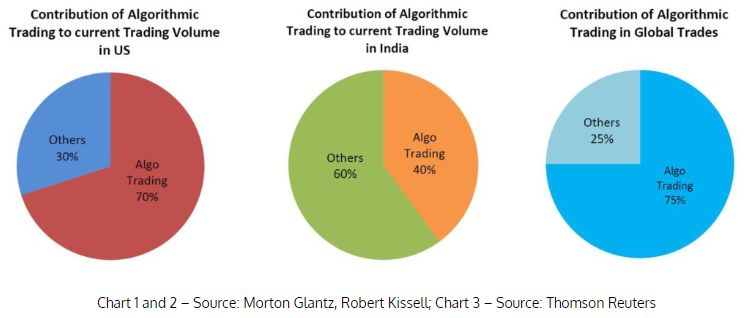 Contribution of Algorithmic
Trading to current Trading Volume
in US
Others
30%
Algo
Trading
70%
Contribution of Algorithmic
Trading to current Trading Volume
in India
Others
60%
Algo
Trading
40%
Contribution of Algorithmic
Trading in Global Trades
Others
25%
Algo
Trading
75%
Chart 1 and 2 – Source: Morton Glantz, Robert Kissell; Chart 3 – Source: Thomson Reuters